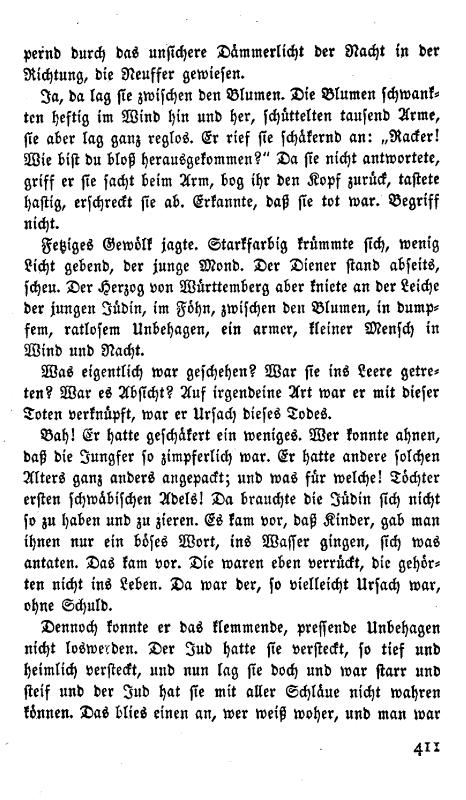 pernd durch das unsichere Dämmerlicht der Nacht in der
Richtung, die Neuffer gewiesen.
Ja, da lag sie zwischen den Blumen. Die Blumen schwank-
ten heftig im Wind hin und her, schüttelten tausend Arme,
sie aber lag ganz reglos. Er rief sie schäkernd an: „Racker!
Wie bist du bloß herausgekommen?“ Da sie nicht antwortete,
griff er sie sacht beim Arm, bog ihr den Kopf zurück, tastete
hastig, erschreckt sie ab. Erkannte, daß sie tot war. Begriff
nicht.
Fetziges Gewölk jagte. Starkfarbig krümmte sich, wenig
Licht gebend, der junge Mond. Der Diener stand abseits,
scheu. Der Herzog von Württemberg aber kniete an der Leiche
der jungen Jüdin, im Föhn, zwischen den Blumen, in dump-
fem, ratlosem Unbehagen, ein armer, kleiner Mensch in
Wind und Nacht.
Was eigentlich war geschehen? War sie ins Leere getre-
ten? War es Absicht? Auf irgendeine Art war er mit dieser
Toten verknüpft, war er Ursach dieses Todes.
Bah! Er hatte geschäkert ein weniges. Wer konnte ahnen,
daß die Jungfer so zimpferlich war. Er hatte andere solchen
Alters ganz anders angepackt; und was für welche! Töchter
ersten schwäbischen Adels! Da brauchte die Jüdin sich nicht
so zu haben und zu zieren. Es kam vor, daß Kinder, gab man
ihnen nur ein böses Wort, ins Wasser gingen, sich was
antaten. Das kam vor. Die waren eben verrückt, die gehör-
ten nicht ins Leben. Da war der, so vielleicht Ursach war,
ohne Schuld.
Dennoch konnte er das klemmende, pressende Unbehagen
nicht loswerden. Der Jud hatte sie versteckt, so tief und
heimlich versteckt, und nun lag sie doch und war starr und
steif und der Jud hat sie mit aller Schläue nicht wahren
können. Das blies einen an, wer weiß woher, und man war
411